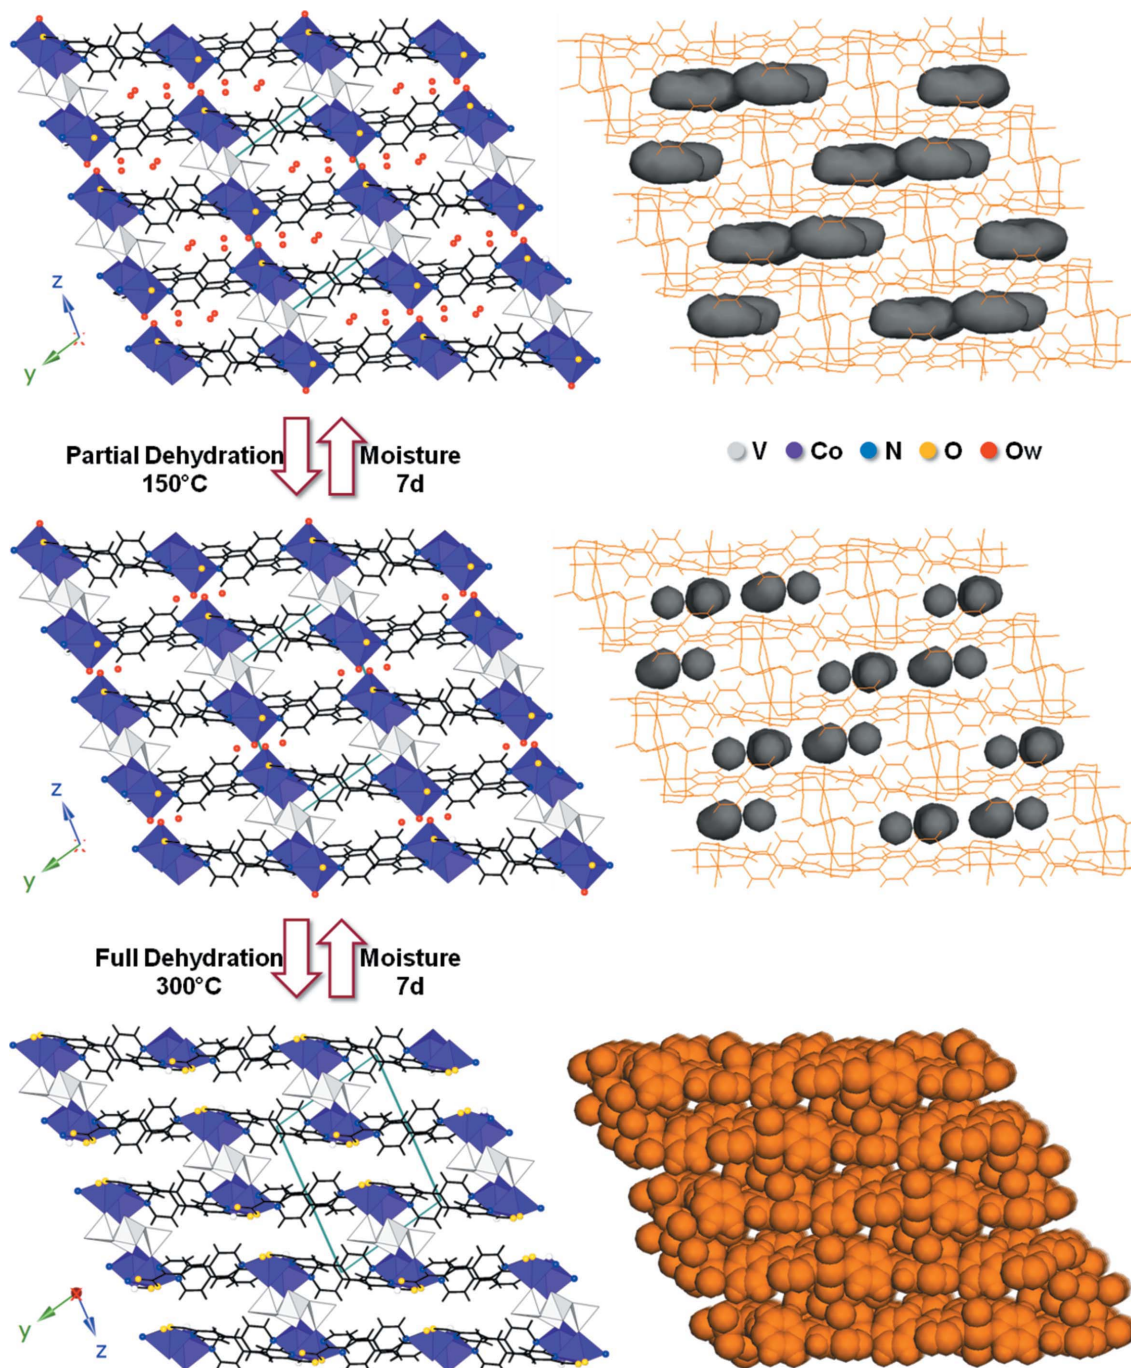 z
y
Partial Dehydration
150°C
Moisture
7d
V Co N O Ow
z
y
Full Dehydration
300°C
Moisture
7d
y
z